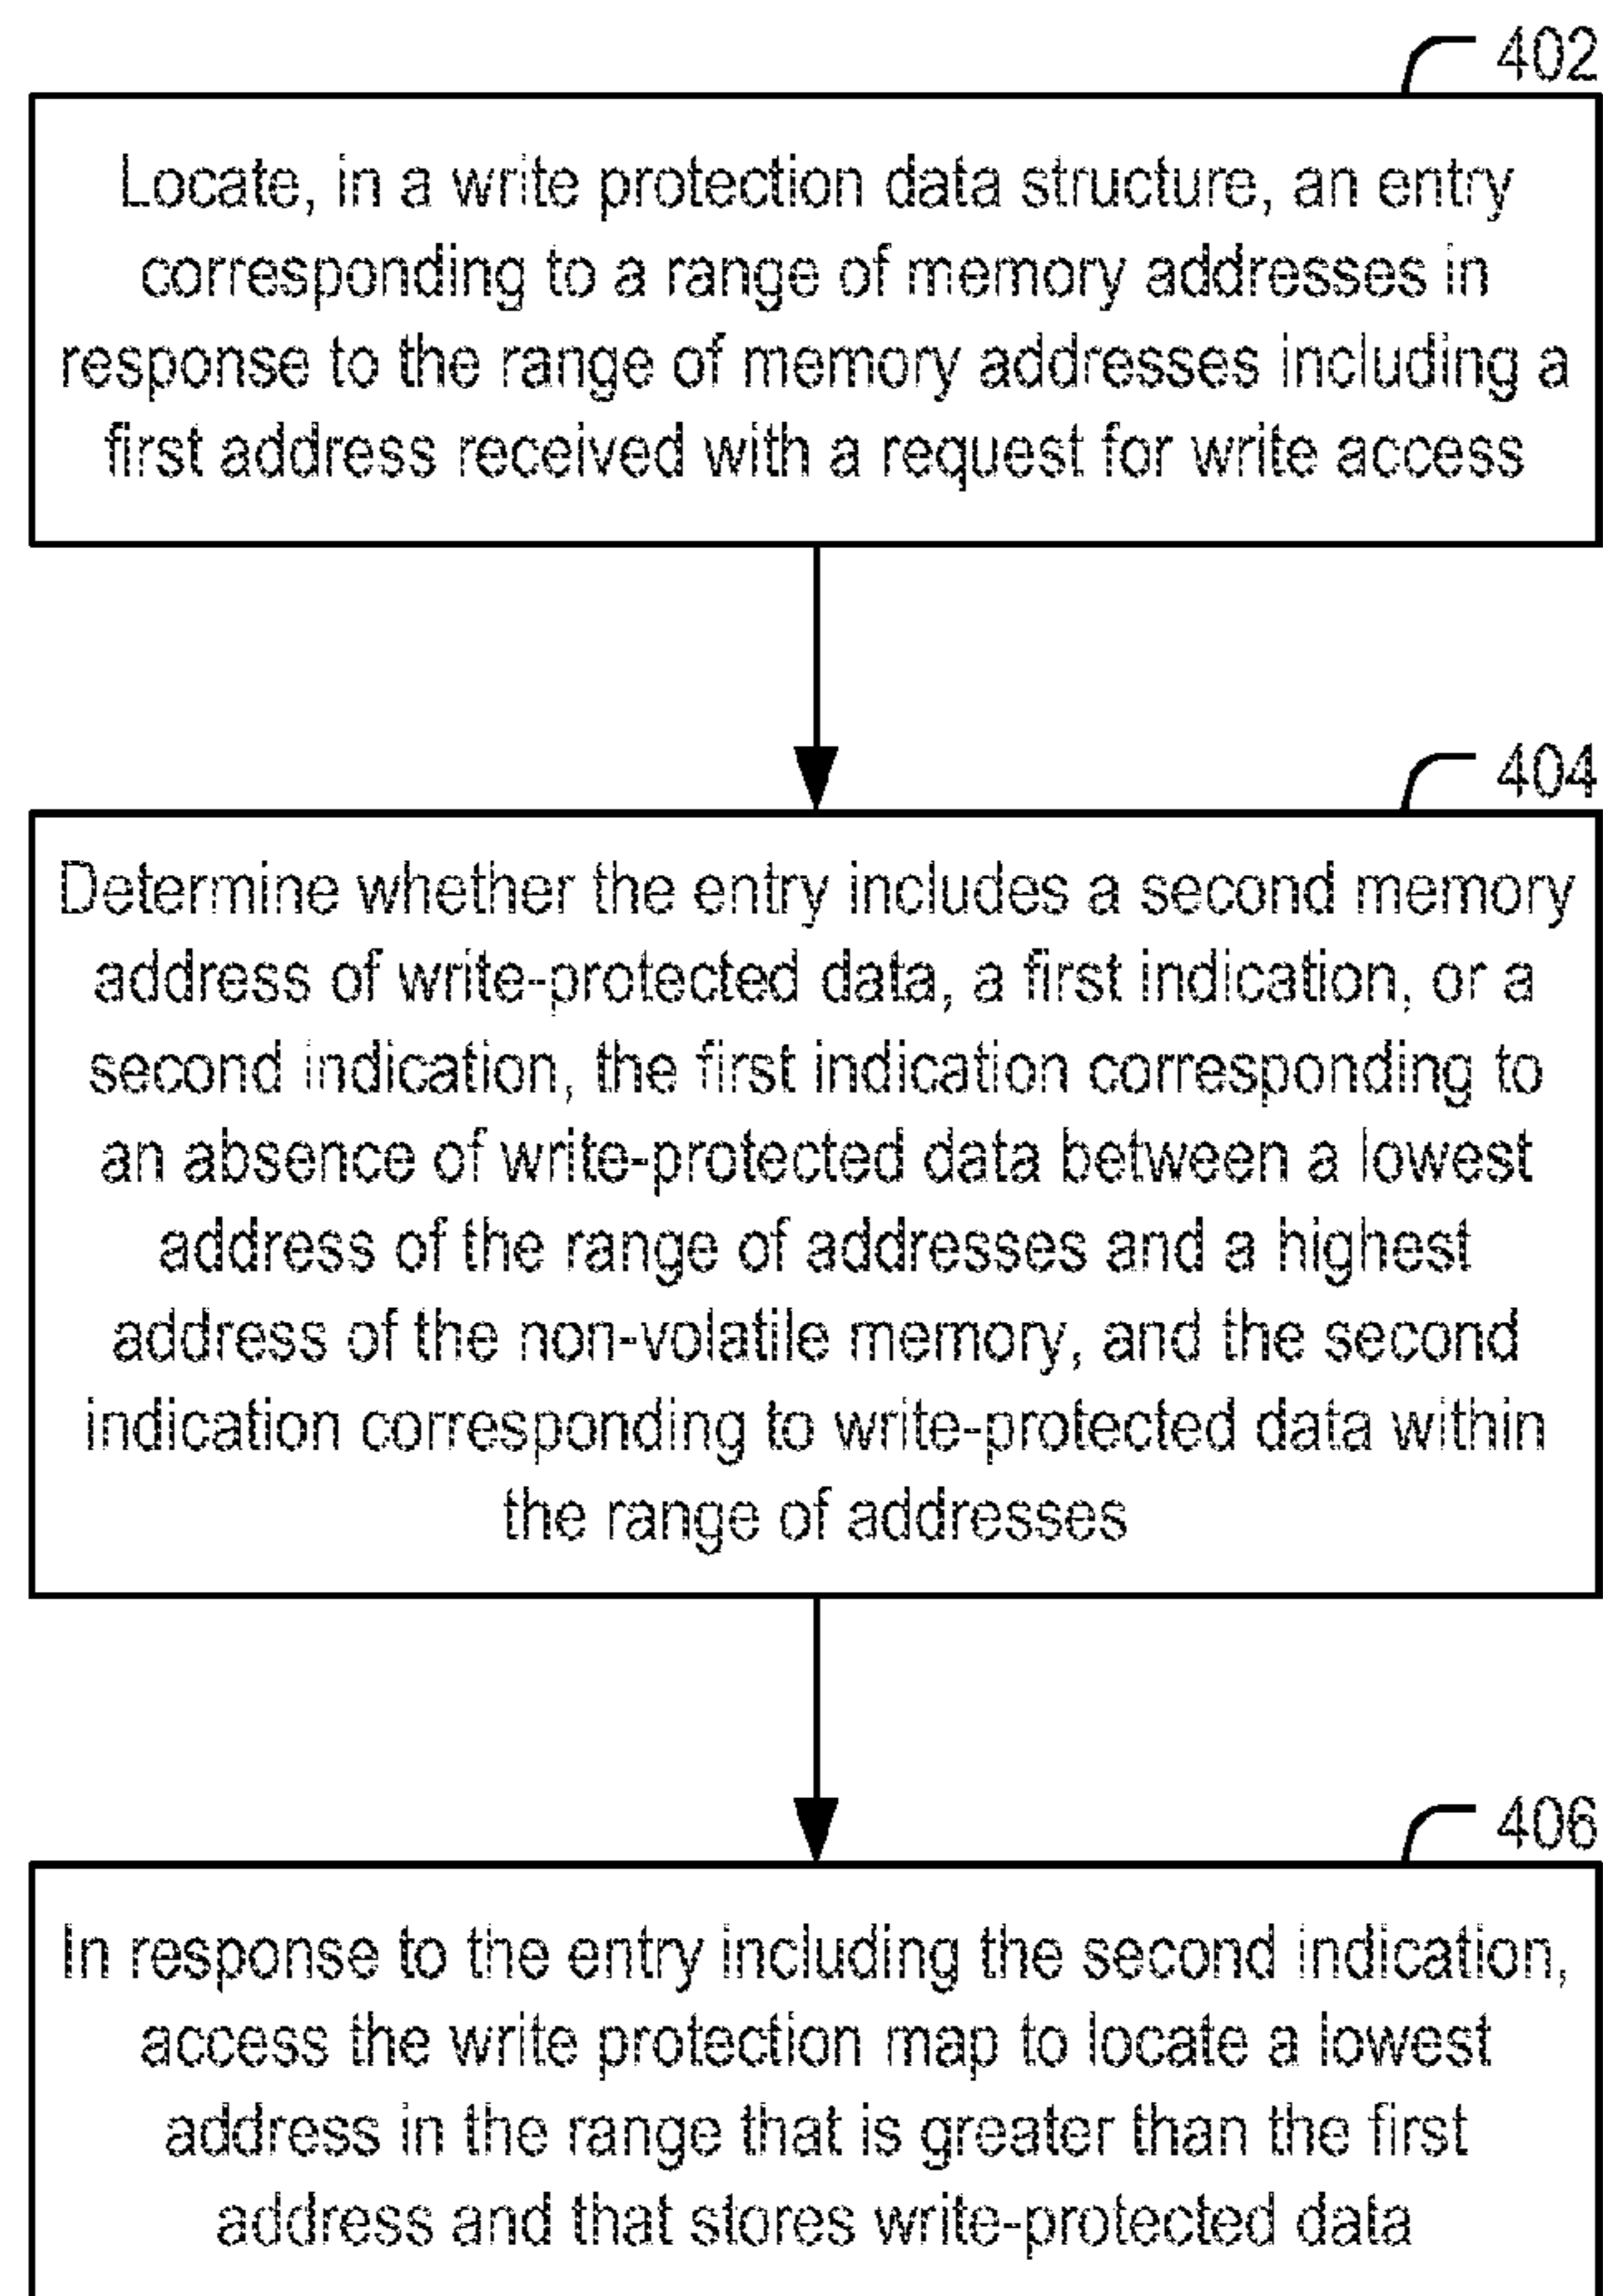 402
Locate, in a write protection data structure, an entry
corresponding to a range of memory addresses in
response to the range of memory addresses including a
first address received with a request for write access
404
Determine whether the entry includes a second memory
address of write-protected data, a first indication, or a
second indication, the first indication corresponding to
an absence of write-protected data between a lowest
address of the range of addresses and a highest
address of the non-volatile memory, and the second
indication corresponding to write-protected data within
the range of addresses
406
In response to the entry including the second indication,
access the write protection map to locate a lowest
address in the range that is greater than the first
address and that stores write-protected data